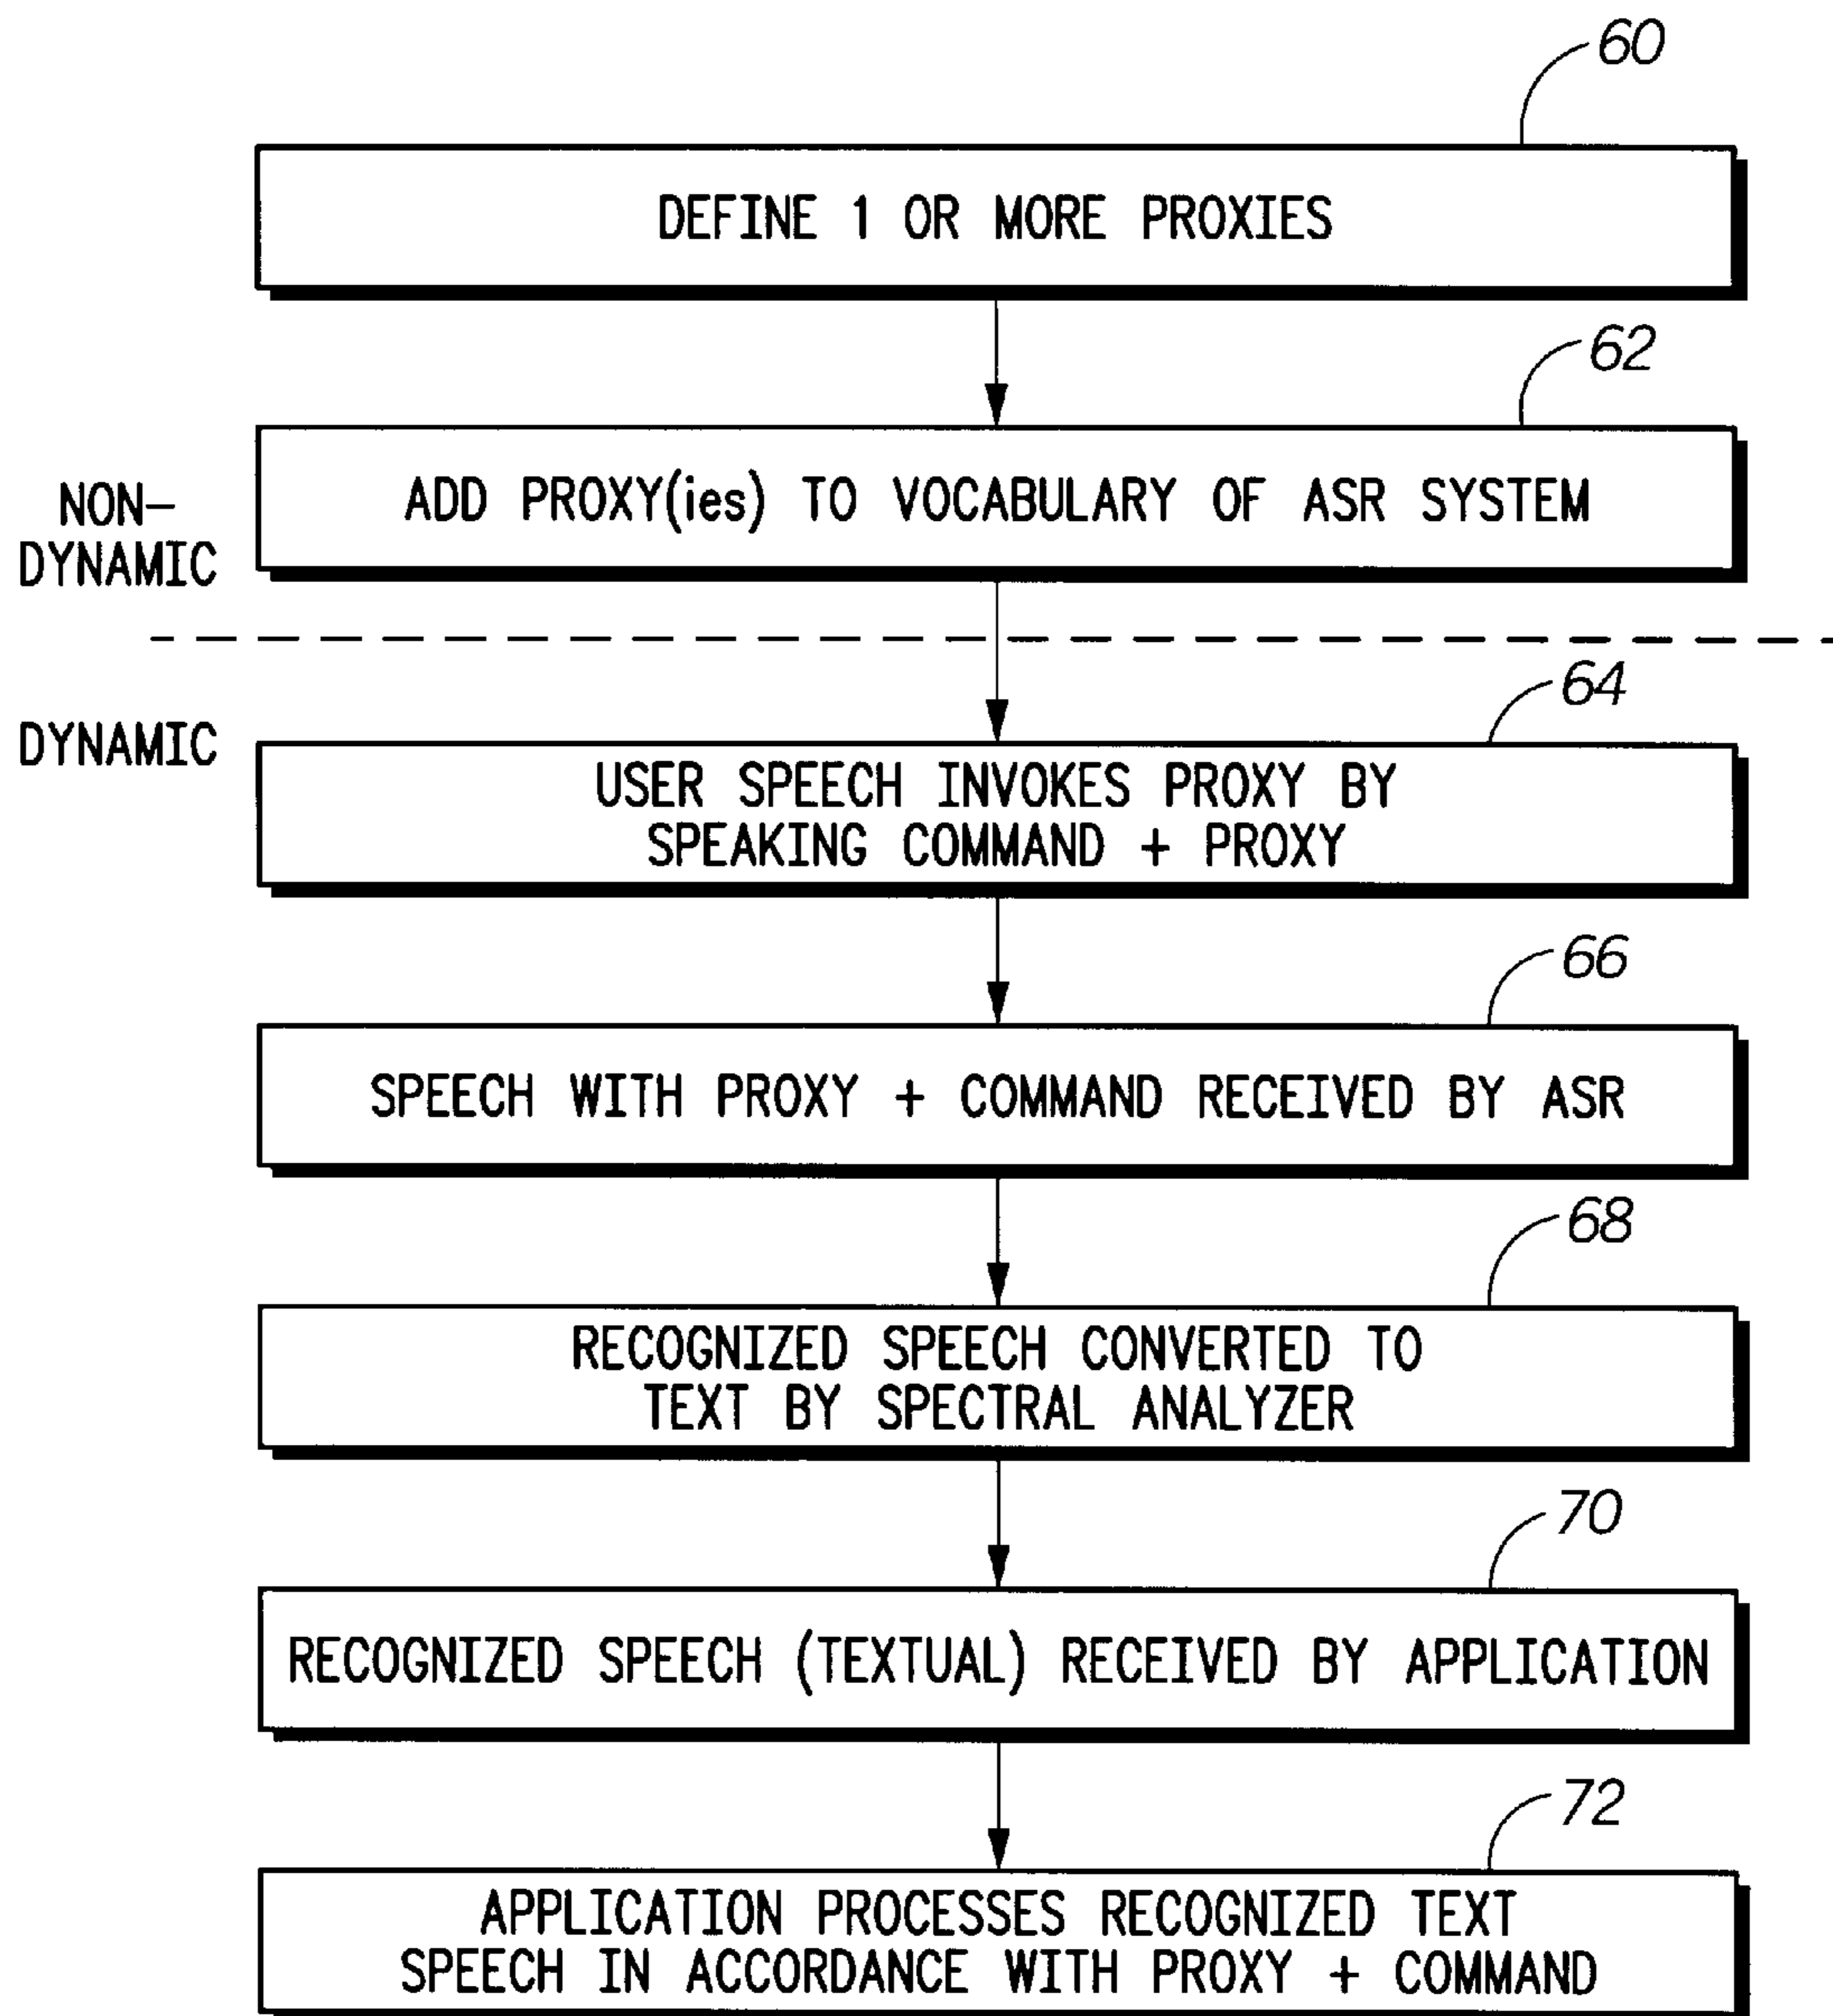 60
DEFINE 1 OR MORE PROXIES
62
ADD PROXY(ies) TO VOCABULARY OF ASR SYSTEM
NON-
DYNAMIC
DYNAMIC
64
USER SPEECH INVOKES PROXY BY
SPEAKING COMMAND + PROXY
66
SPEECH WITH PROXY + COMMAND RECEIVED BY ASR
68
RECOGNIZED SPEECH CONVERTED TO
TEXT BY SPECTRAL ANALYZER
70
RECOGNIZED SPEECH (TEXTUAL) RECEIVED BY APPLICATION
72
APPLICATION PROCESSES RECOGNIZED TEXT
SPEECH IN ACCORDANCE WITH PROXY + COMMAND